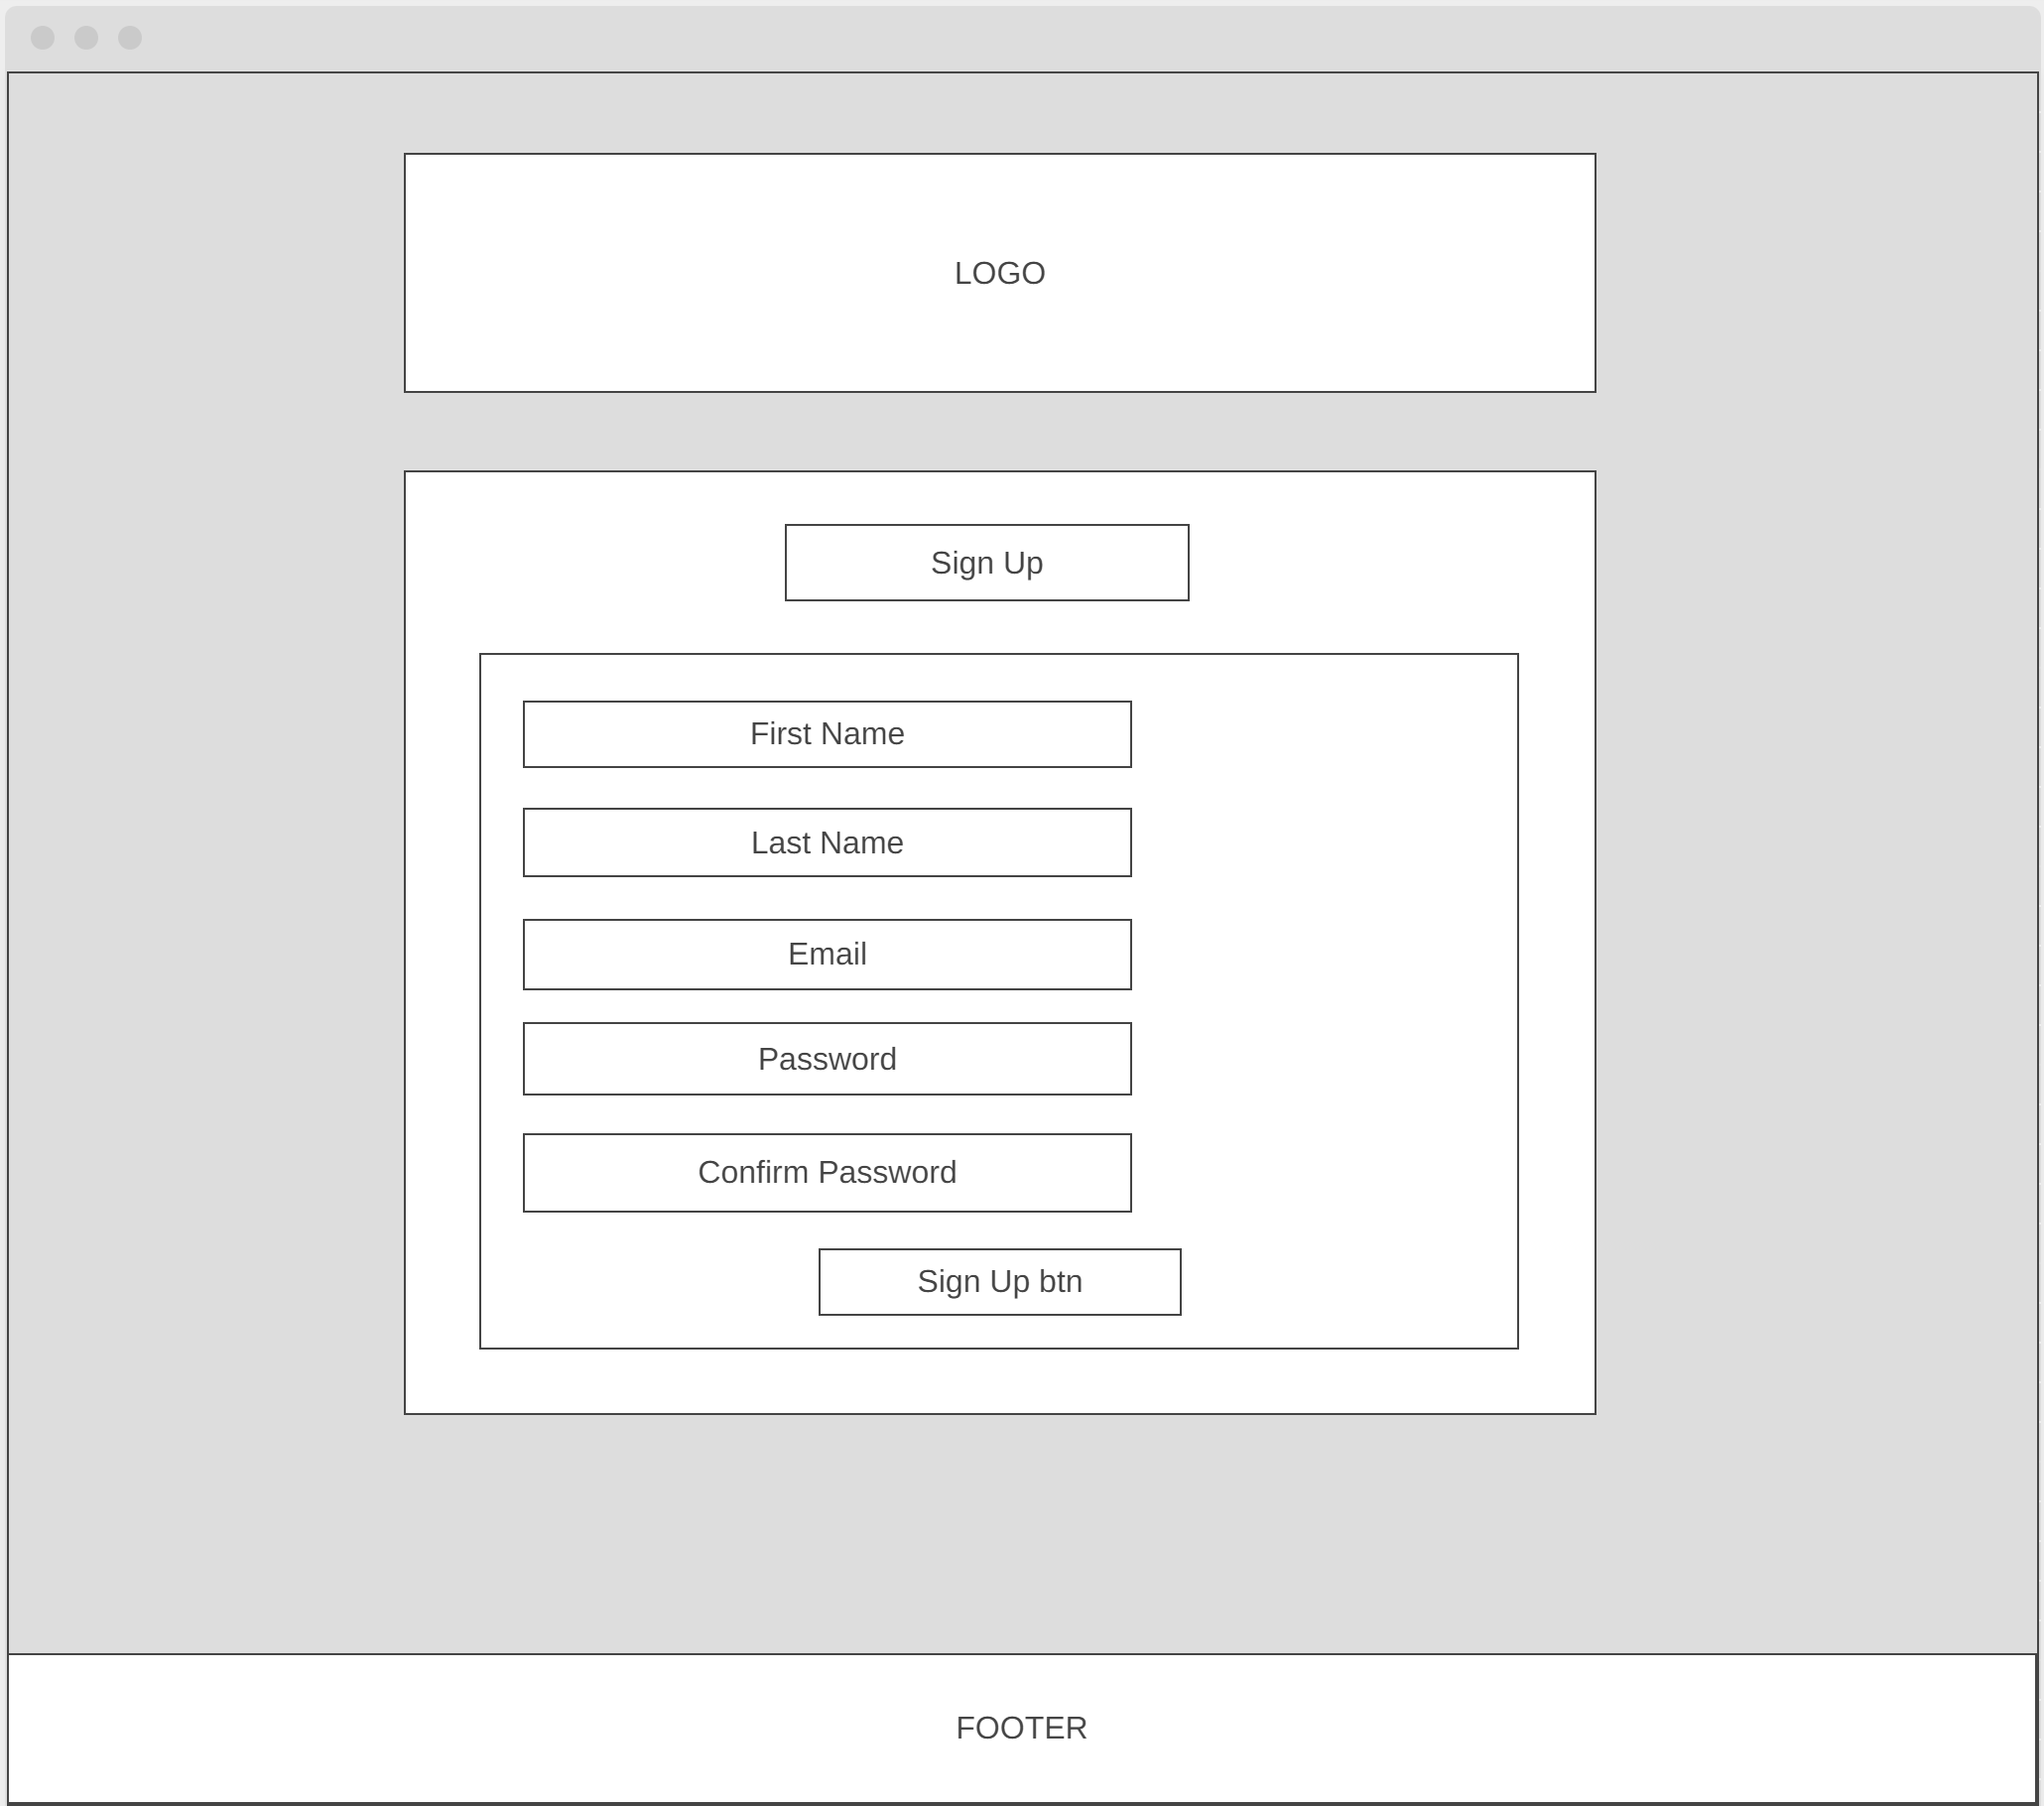 LOGO
Sign Up
First Name
Last Name
Email
Password
Confirm Password
Sign Up btn
FOOTER